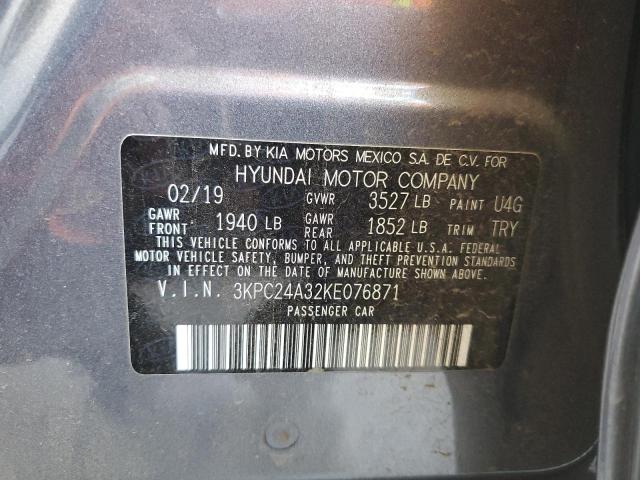 MFD. BY KIA MOTORS MEXICO S.A. DE C.V. FOR
HYUNDAI MOTOR COMPANY
02/19 GVWR 3527 LB PAINT U4G
GAWR FRONT 1940 LB GAWR REAR 1852 LB TRIM TRY
THIS VEHICLE CONFORMS TO ALL APPLICABLE U.S.A. FEDERAL
MOTOR VEHICLE SAFETY, BUMPER, AND THEFT PREVENTION STANDARDS
IN EFFECT ON THE DATE OF MANUFACTURE SHOWN ABOVE.
V.I.N. 3KPC24A32KE076871
PASSENGER CAR